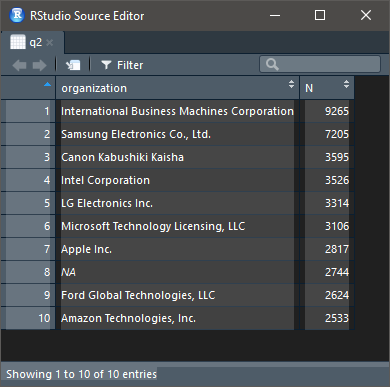 RStudio Source Editor
q2
Filter
organization N
1 International Business Machines Corporation 9265
2 Samsung Electronics Co., Ltd. 7205
3 Canon Kabushiki Kaisha 3595
4 Intel Corporation 3526
5 LG Electronics Inc. 3314
6 Microsoft Technology Licensing, LLC 3106
7 Apple Inc. 2817
8 NA 2744
9 Ford Global Technologies, LLC 2624
10 Amazon Technologies, Inc. 2533
Showing 1 to 10 of 10 entries